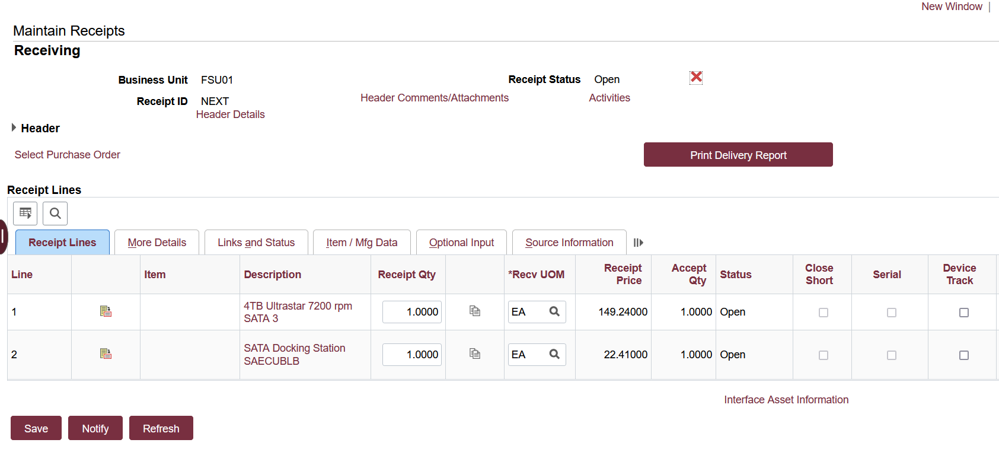 New Window |
Maintain Receipts
Receiving
Business Unit FSU01
Receipt Status Open
Receipt ID NEXT
Header Comments/Attachments
Activities
Header Details
Header
Select Purchase Order
Print Delivery Report
Receipt Lines
Receipt Lines More Details Links and Status Item / Mfg Data Optional Input Source Information
Line Item Description Receipt Qty *Recv UOM Receipt Price Accept Qty Status Close Short Serial Device Track
1 4TB Ultrastar 7200 rpm SATA 3 1.0000 EA 149.24000 1.0000 Open
2 SATA Docking Station SAECUBLB 1.0000 EA 22.41000 1.0000 Open
Interface Asset Information
Save Notify Refresh